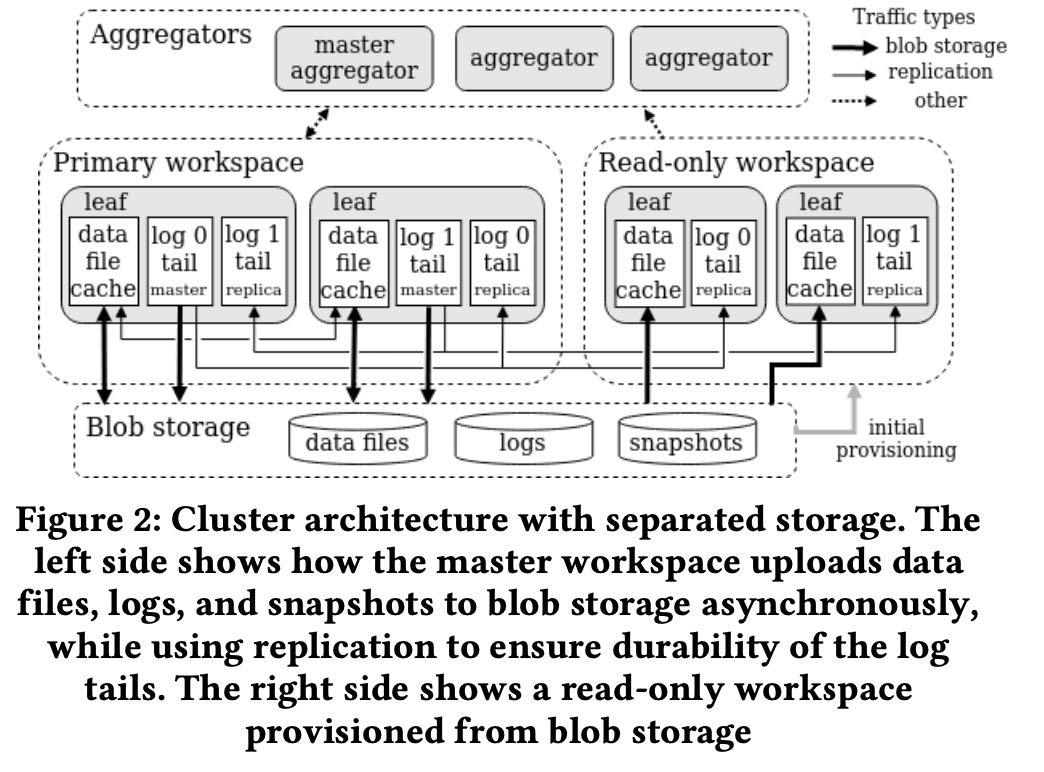 Aggregators
master
aggregator
aggregator
aggregator
Traffic types
blob storage
replication
other
Primary workspace
leaf
data
file
cache
log 0
tail
master
log 1
tail
replica
leaf
data
file
cache
log 1
tail
master
log 0
tail
replica
Read-only workspace
leaf
data
file
cache
log 0
tail
replica
leaf
data
file
cache
log 1
tail
replica
Blob storage
data files
logs
snapshots
initial
provisioning
Figure 2: Cluster architecture with separated storage. The
left side shows how the master workspace uploads data
files, logs, and snapshots to blob storage asynchronously,
while using replication to ensure durability of the log
tails. The right side shows a read-only workspace
provisioned from blob storage